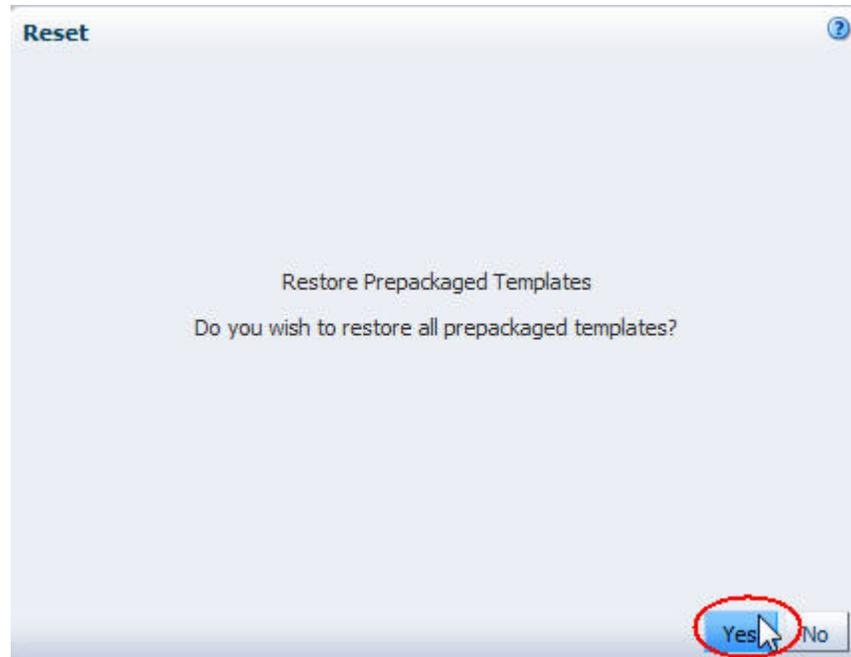 Reset
?
Restore Prepackaged Templates
Do you wish to restore all prepackaged templates?
Yes No